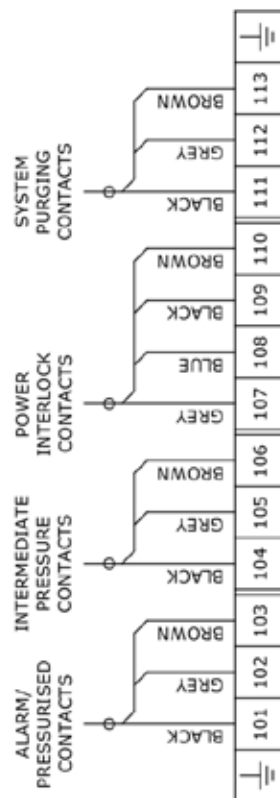 SYSTEM
PURGING
CONTACTS
POWER
INTERLOCK
CONTACTS
INTERMEDIATE
PRESSURE
CONTACTS
ALARM/
PRESSURISED
CONTACTS
BROWN
GREY
BLACK
BROWN
BLACK
BLUE
GREY
BROWN
GREY
BLACK
BROWN
GREY
BLACK
113
112
111
110
109
108
107
106
105
104
103
102
101